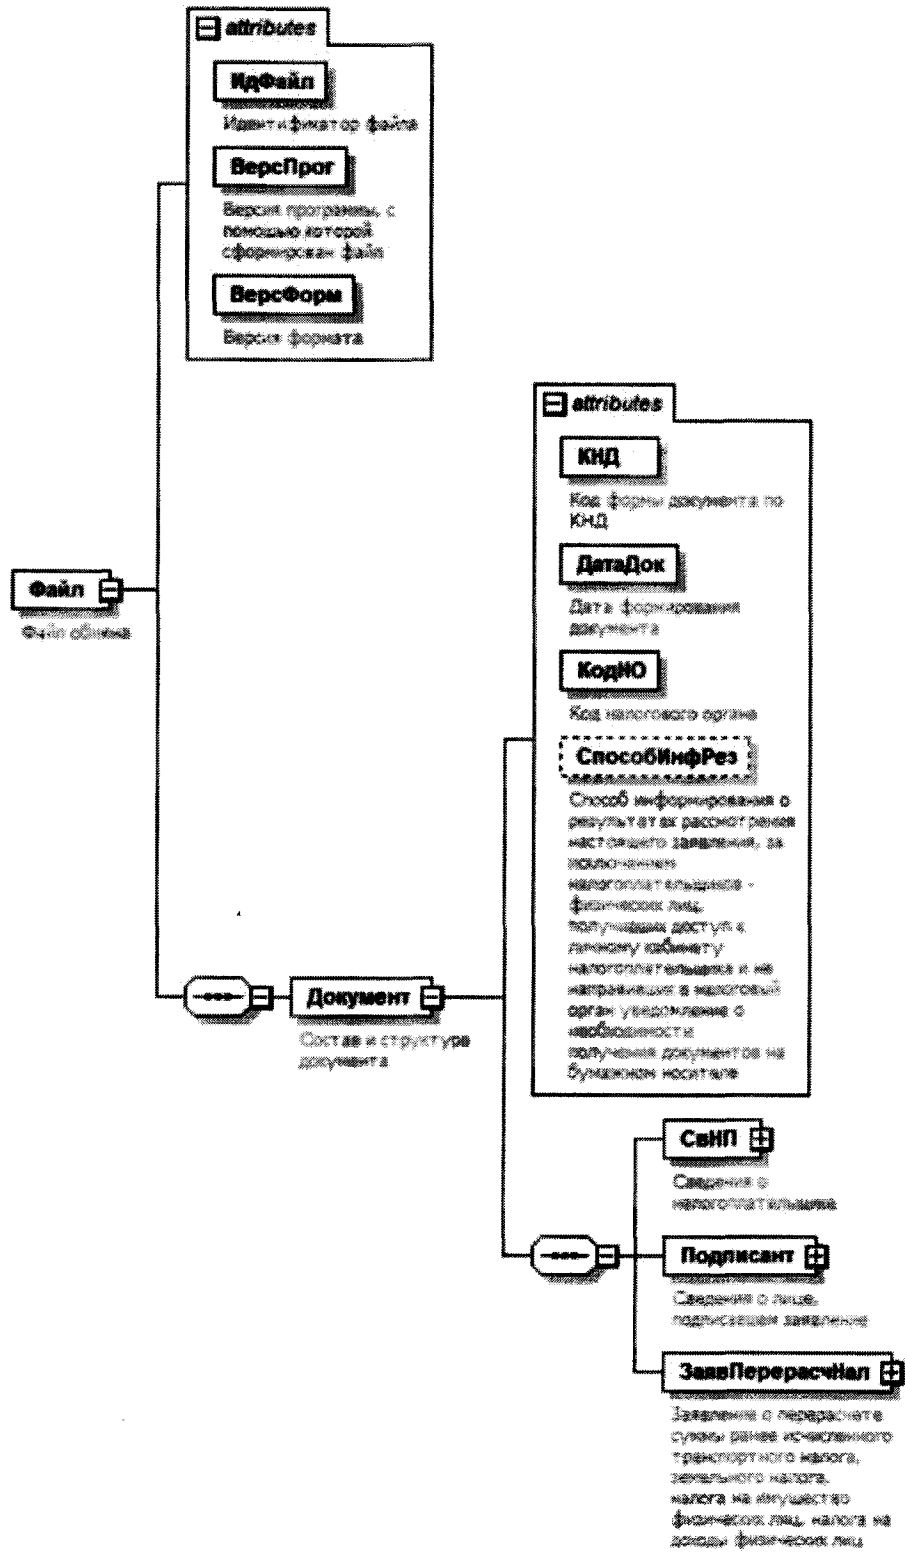 attributes
ИдФайл
Идентификатор файла
ВерсПрог
Версия программы, с
помощью которой
сформирован файл
ВерсФорм
Версия формата
Файл
Файл обмена
attributes
КНД
Код формы документа по
КНД
ДатаДок
Дата формирования
документа
КодНО
Код налогового органа
СпособИнфРез
Способ информирования о
результатах рассмотрения
настоящего заявления, за
исключением
налогоплательщиков -
физических лиц,
получивших доступ к
личному кабинету
налогоплательщика и не
направивших в налоговый
орган уведомление о
необходимости
получения документов на
бумажном носителе
Документ
Состав и структура
документа
СвНП
Сведения о
налогоплательщике
Подписант
Сведения о лице,
подписавшем заявление
ЗаявПерерасчНал
Заявление о перерасчете
суммы ранее исчисленного
транспортного налога,
земельного налога,
налога на имущество
физических лиц, налога на
доходы физических лиц